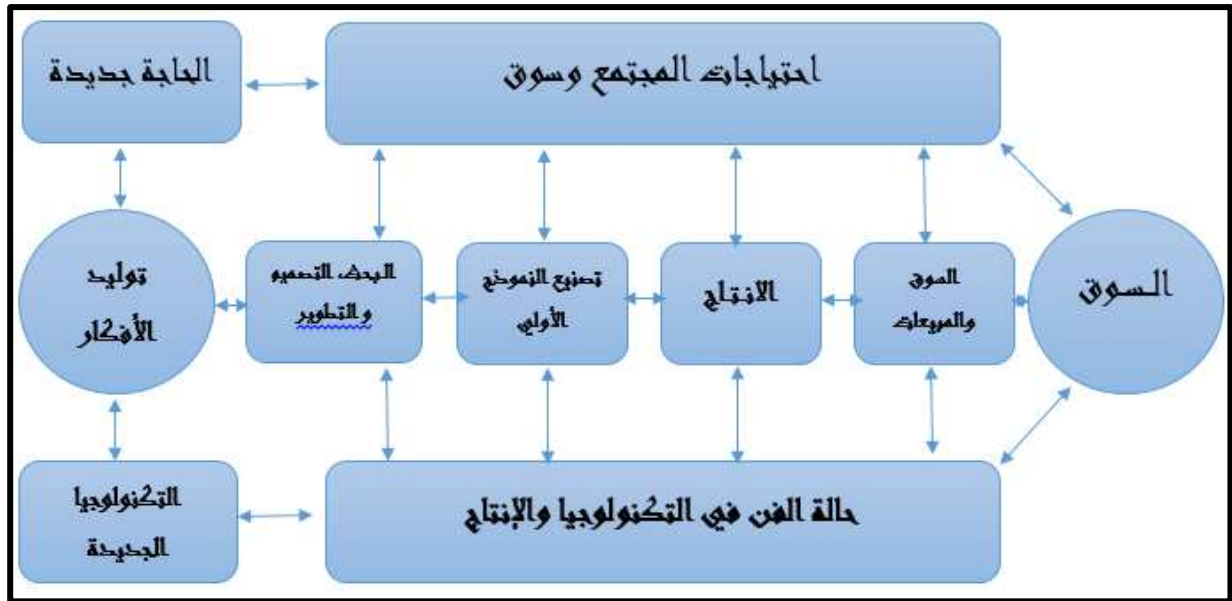 الحاجة جديدة
احتياجات المجتمع وسوق
توليد
الأفكار
البحث التصميم
والتطوير
تصنيع النموذج
الأولي
الانتاج
السوق
والمبيعات
السوق
التكنولوجيا
الجديدة
حالة الفن في التكنولوجيا والإنتاج